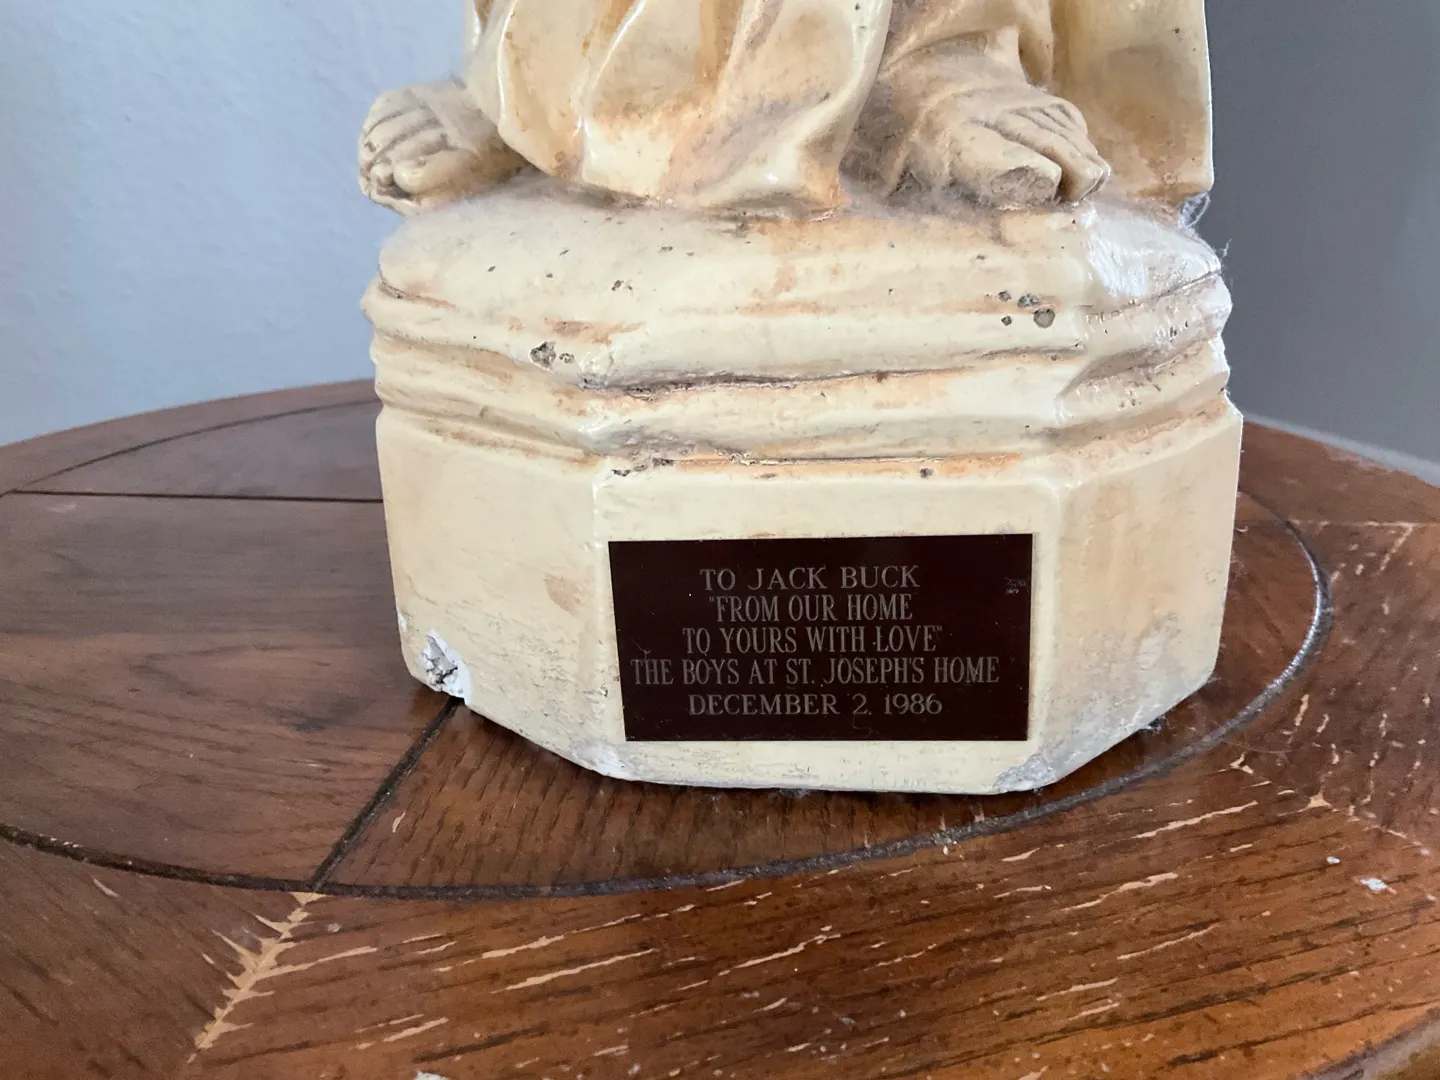 TO JACK BUCK
"FROM OUR HOME
TO YOURS WITH LOVE"
THE BOYS AT ST. JOSEPH'S HOME
DECEMBER 2, 1986